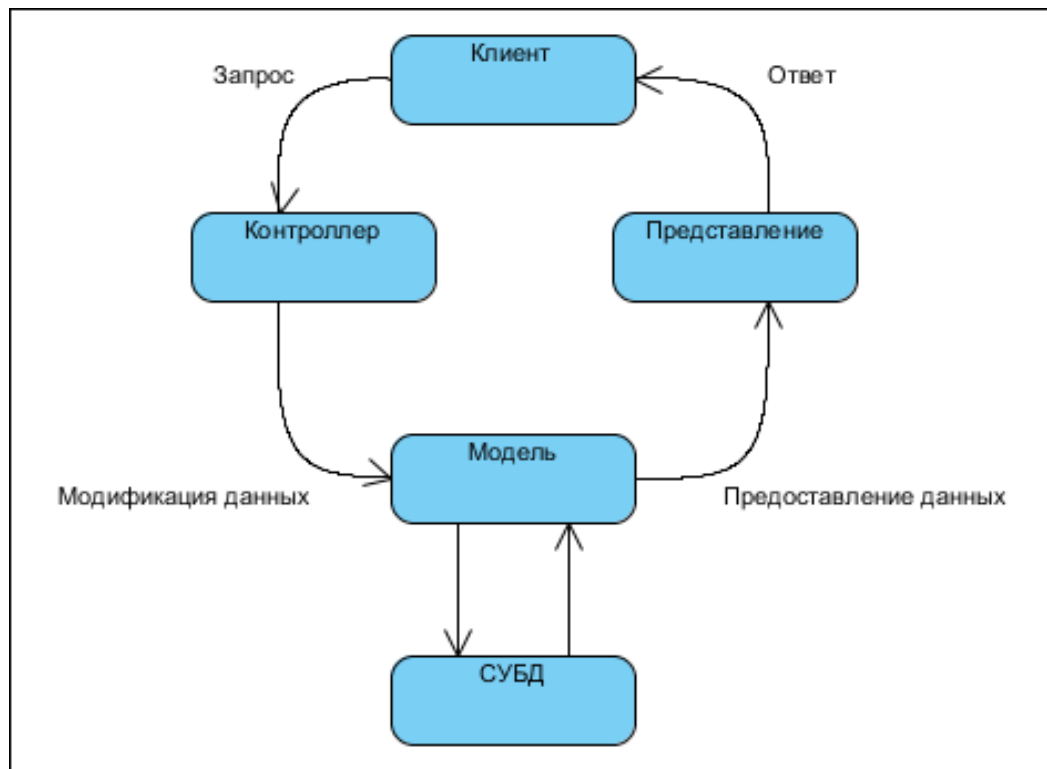 Клиент
Запрос
Ответ
Контроллер
Представление
Модель
Модификация данных
Предоставление данных
СУБД